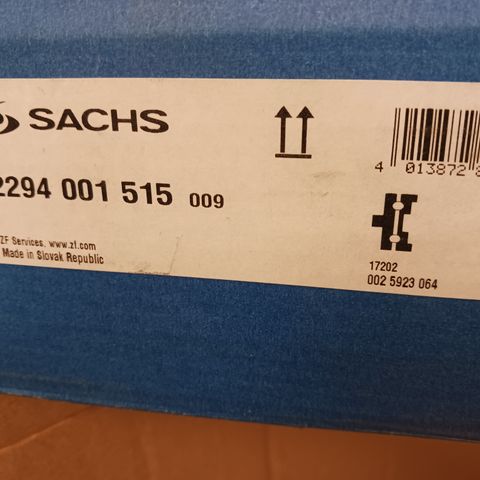 SACHS
2294 001 515 009
ZF Services, www.zf.com
Made in Slovak Republic
4 013872 8
17202
002 5923 064